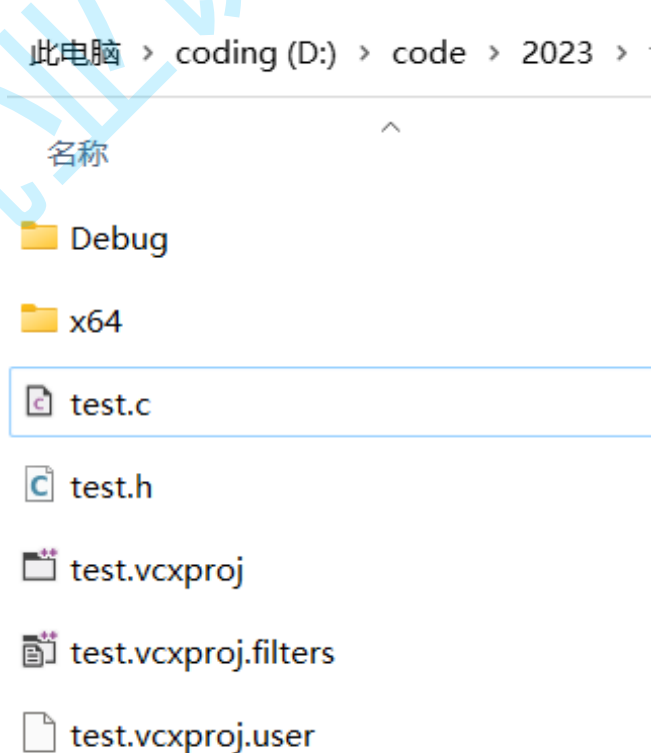 此电脑 > coding (D:) > code > 2023 >
名称
Debug
x64
test.c
test.h
test.vcxproj
test.vcxproj.filters
test.vcxproj.user